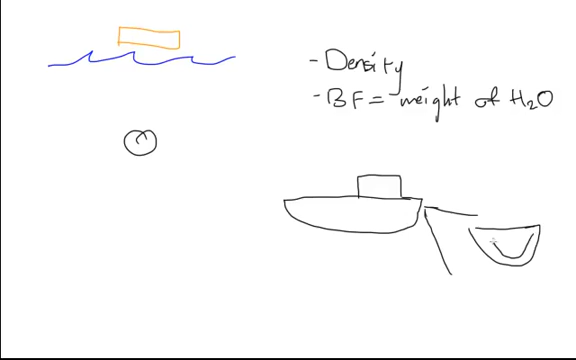 - Density
- BF = weight of H₂O